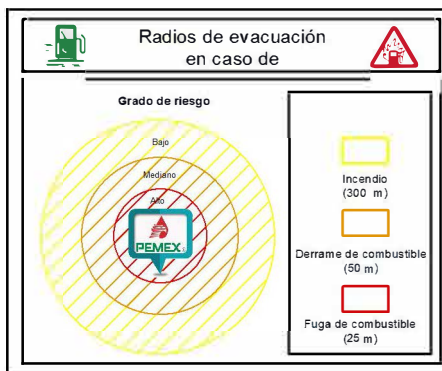 Radios de evacuación
en caso de
Grado de riesgo
Bajo
Mediano
Alto
PEMEX
Incendio
(300 m)
Derrame de combustible
(50 m)
Fuga de combustible
(25 m)